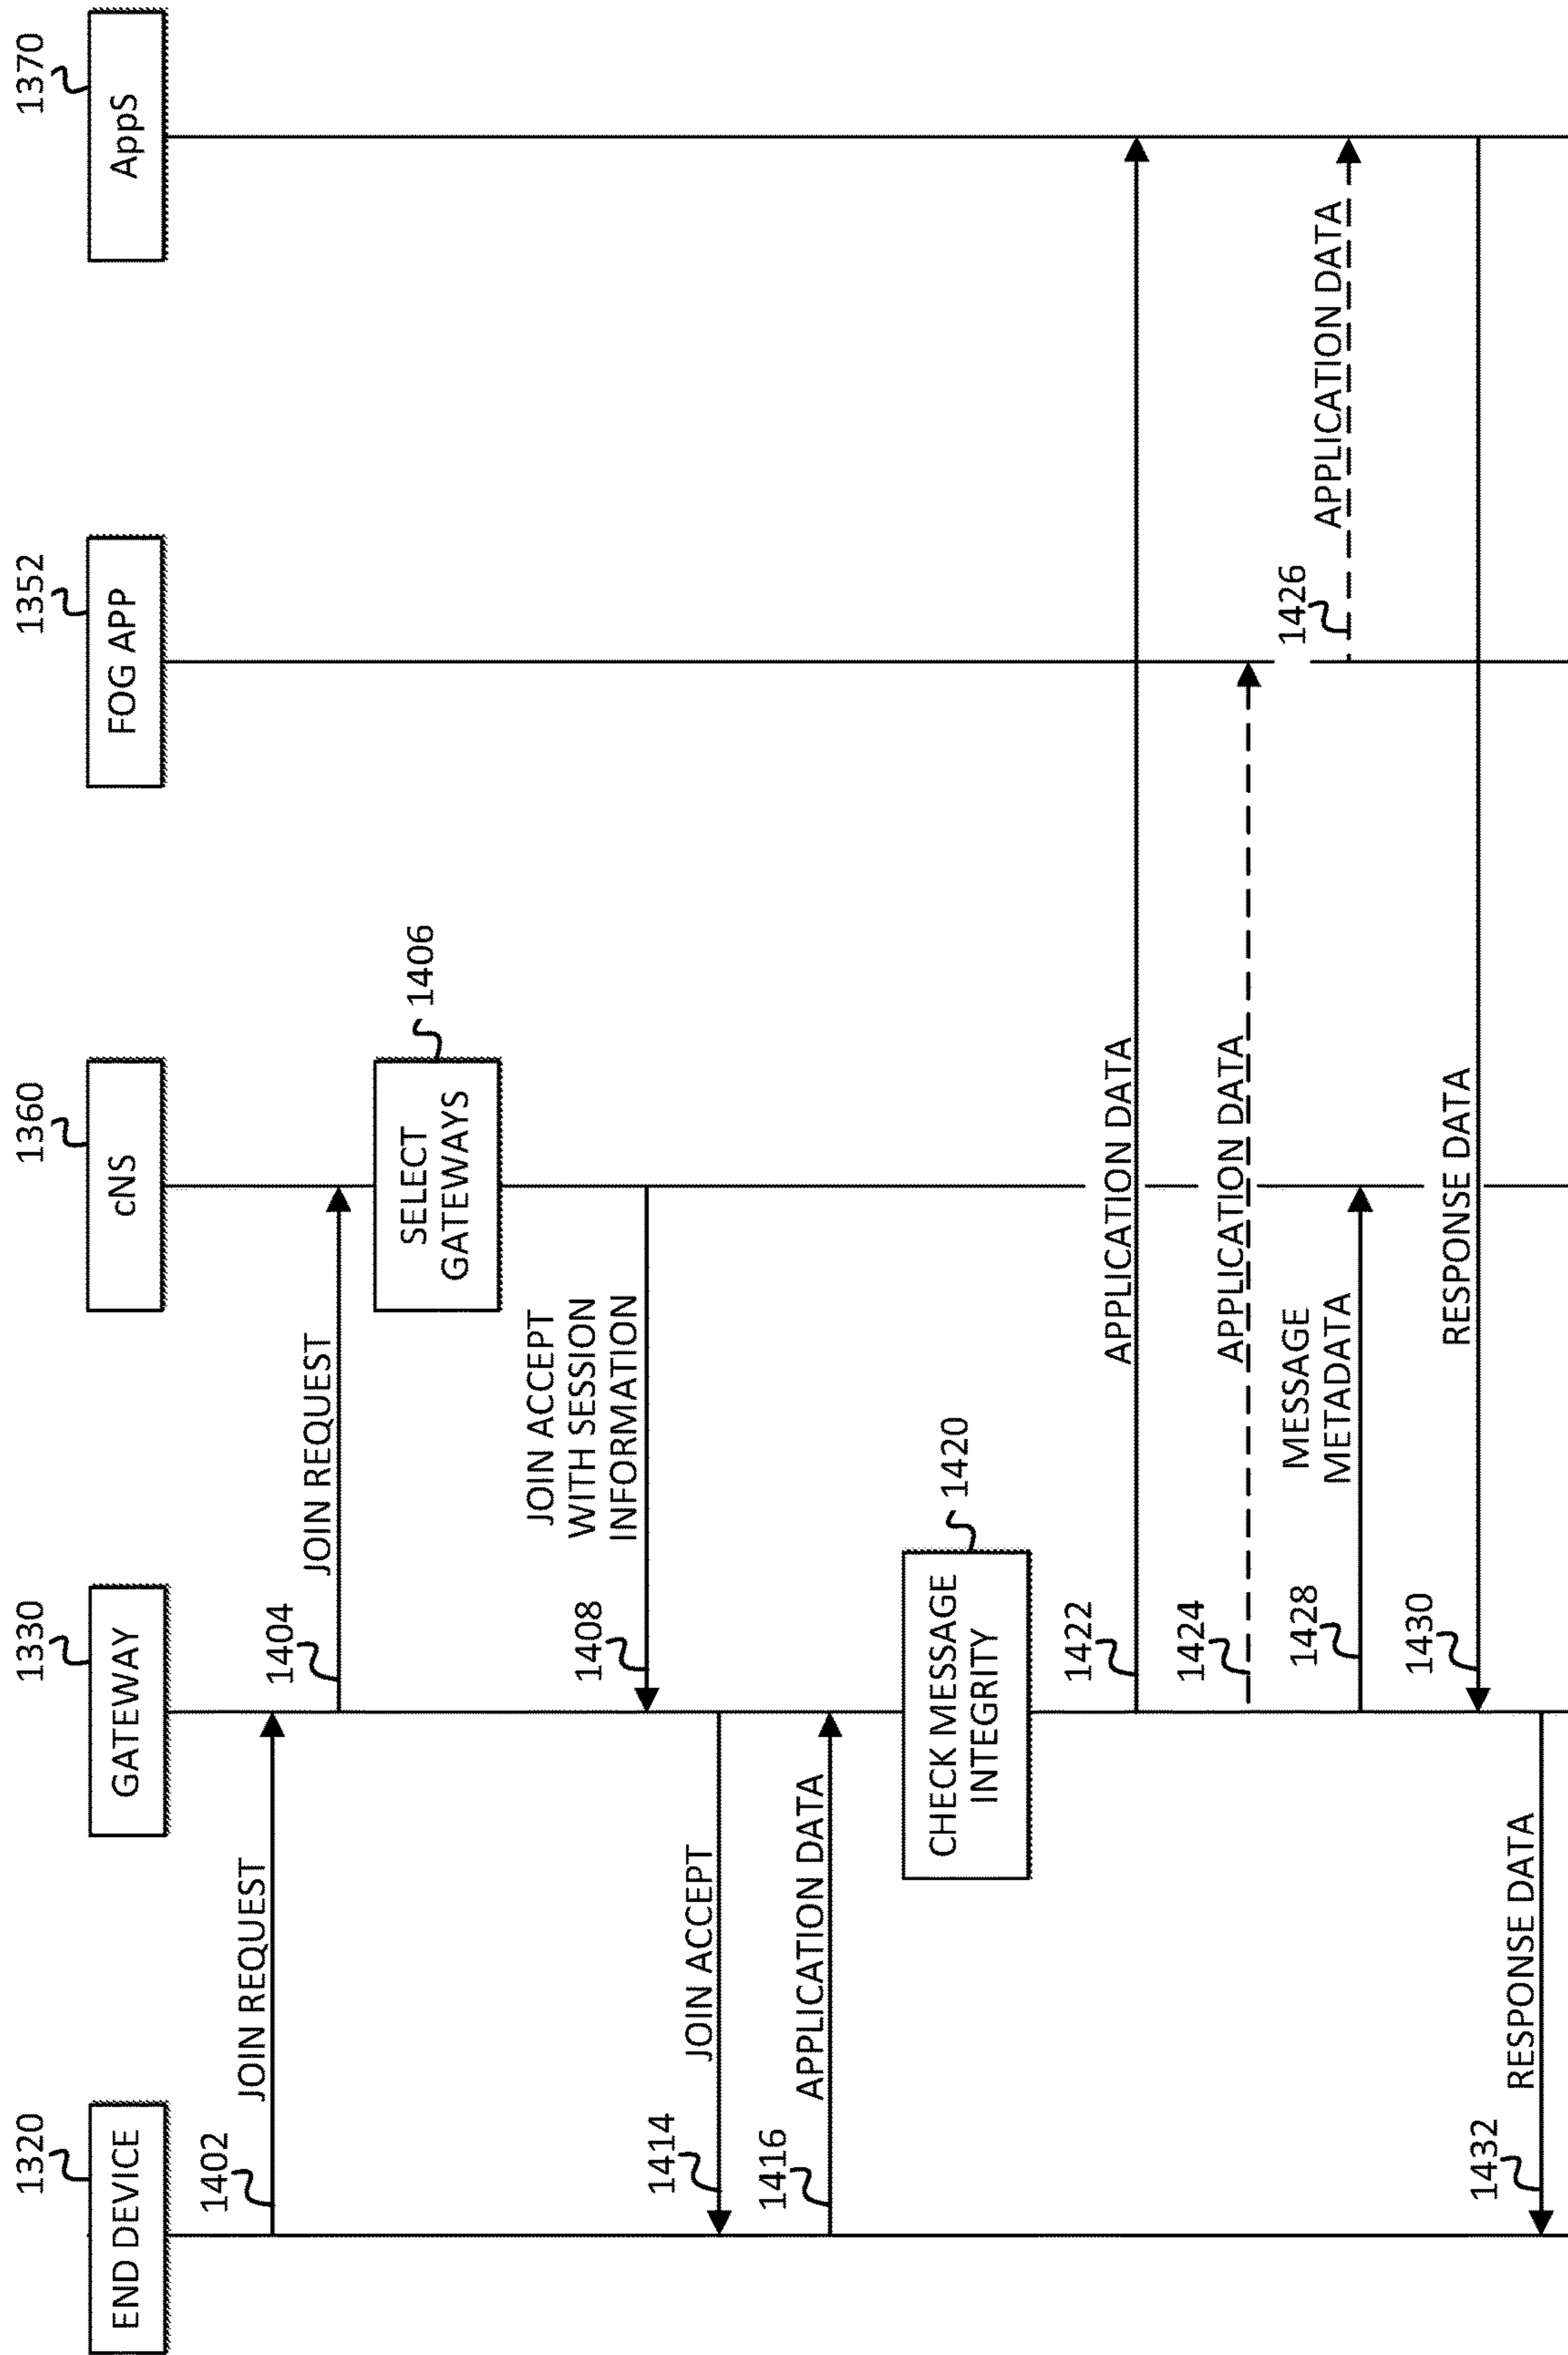 1320
END DEVICE
1330
GATEWAY
1360
cNS
1352
FOG APP
1370
AppS
1402
JOIN REQUEST
1404
JOIN REQUEST
SELECT
GATEWAYS
1406
1408
JOIN ACCEPT
WITH SESSION
INFORMATION
1414
JOIN ACCEPT
1416
APPLICATION DATA
CHECK MESSAGE
INTEGRITY
1420
1422
APPLICATION DATA
1424
APPLICATION DATA
1426
APPLICATION DATA
1428
MESSAGE
METADATA
1430
RESPONSE DATA
1432
RESPONSE DATA